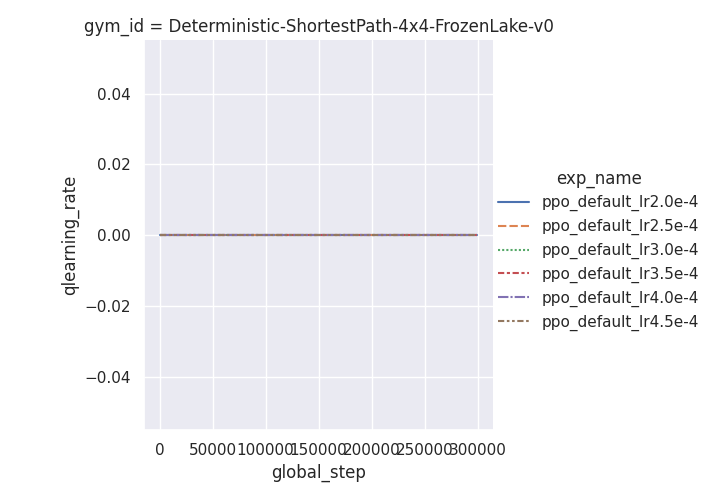 gym_id = Deterministic-ShortestPath-4x4-FrozenLake-v0
0.04
0.02
0.00
−0.02
−0.04
qlearning_rate
0 50000 100000 150000 200000 250000 300000
global_step
exp_name
ppo_default_lr2.0e-4
ppo_default_lr2.5e-4
ppo_default_lr3.0e-4
ppo_default_lr3.5e-4
ppo_default_lr4.0e-4
ppo_default_lr4.5e-4